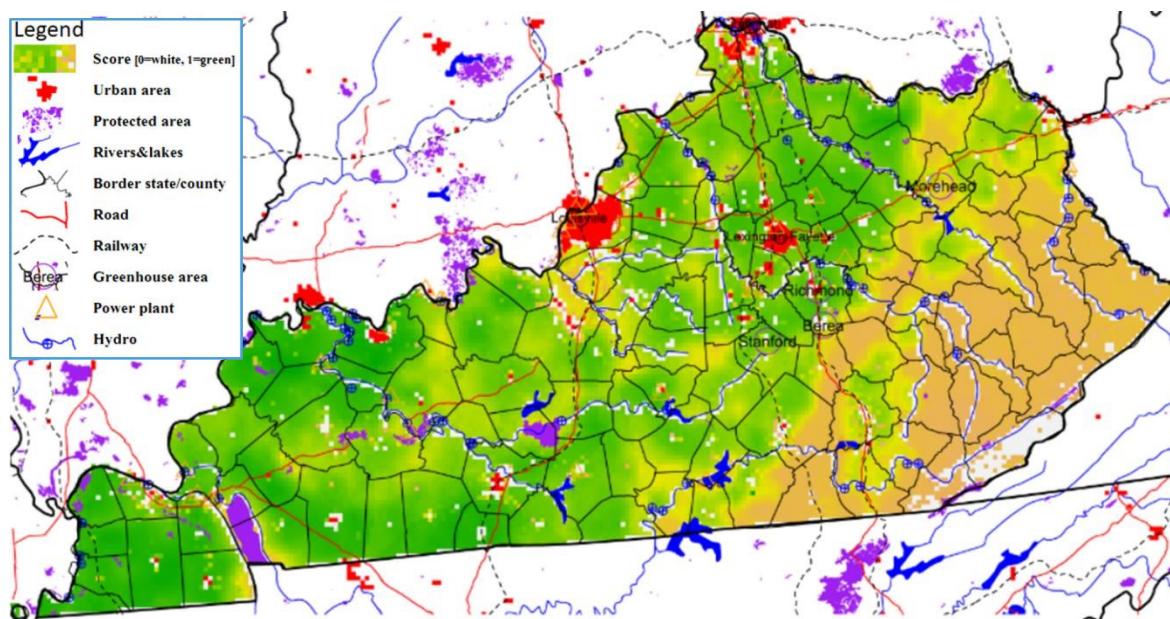 Legend
Score [0=white, 1=green]
Urban area
Protected area
Rivers&lakes
Border state/county
Road
Railway
Berea
Greenhouse area
Power plant
Hydro
Morehead
Louisville
Lexington-Fayette
Richmond
Berea
Stanford